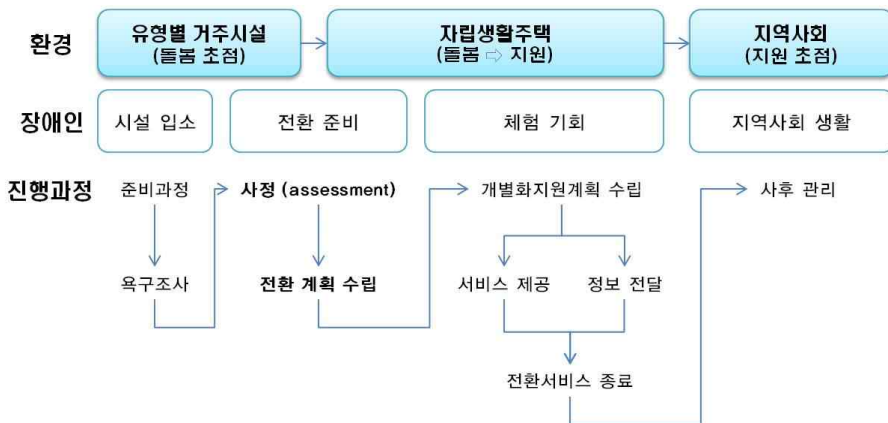 환경
유형별 거주시설
(돌봄 초점)
자립생활주택
(돌봄 ⇨ 지원)
지역사회
(지원 초점)
장애인
시설 입소
전환 준비
체험 기회
지역사회 생활
진행과정
준비과정
사정 (assessment)
개별화지원계획 수립
사후 관리
욕구조사
전환 계획 수립
서비스 제공
정보 전달
전환서비스 종료